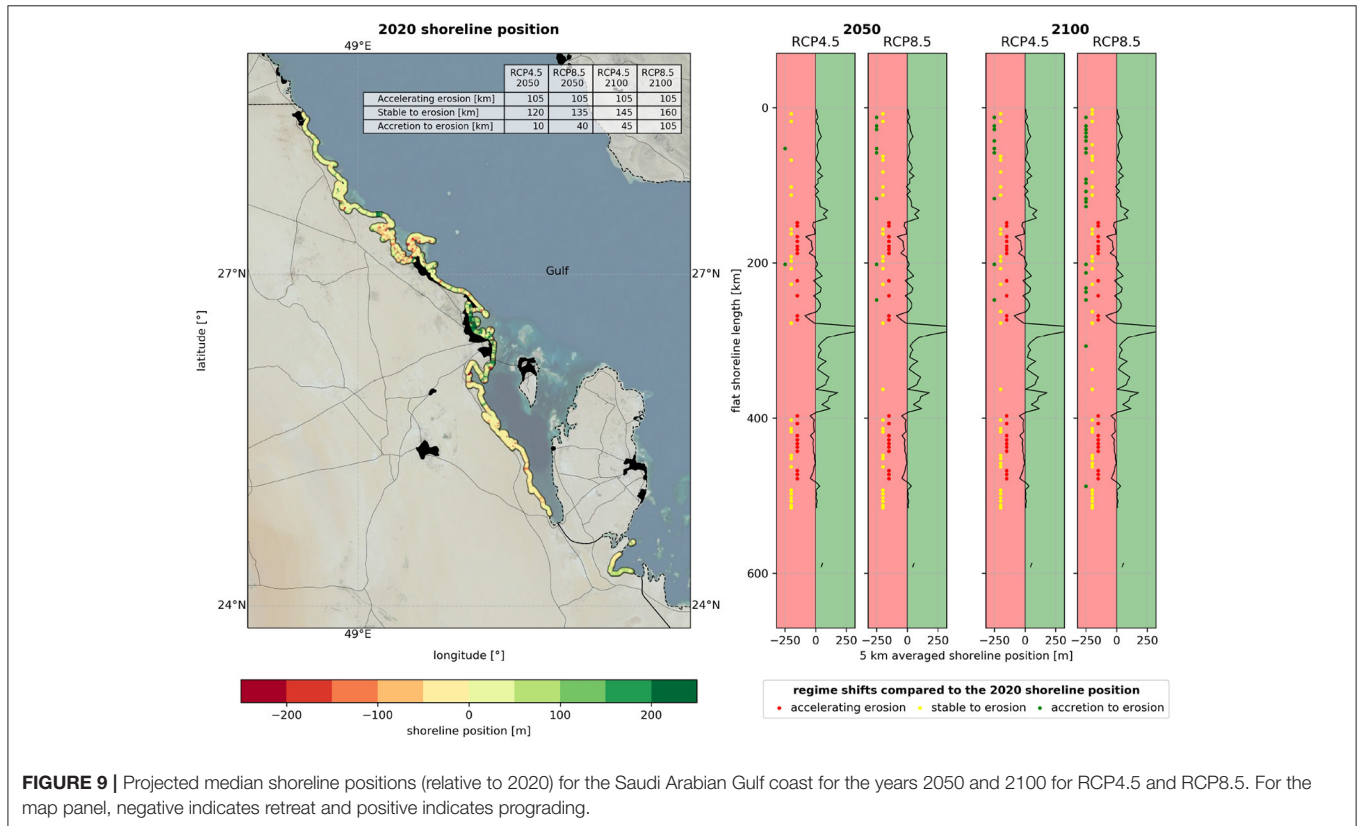 2020 shoreline position
49°E
RCP4.5 RCP8.5 RCP4.5 RCP8.5
2050 2050 2100 2100
Accelerating erosion [km] 105 105 105 105
Stable to erosion [km] 120 135 145 160
Accretion to erosion [km] 10 40 45 105
27°N
Gulf
27°N
latitude [°]
24°N
24°N
49°E
longitude [°]
−200 −100 0 100 200
shoreline position [m]
2050 2100
RCP4.5 RCP8.5 RCP4.5 RCP8.5
0
200
400
600
flat shoreline length [km]
−250 0 250 −250 0 250 −250 0 250 −250 0 250
5 km averaged shoreline position [m]
regime shifts compared to the 2020 shoreline position
accelerating erosion stable to erosion accretion to erosion
FIGURE 9 | Projected median shoreline positions (relative to 2020) for the Saudi Arabian Gulf coast for the years 2050 and 2100 for RCP4.5 and RCP8.5. For the
map panel, negative indicates retreat and positive indicates prograding.